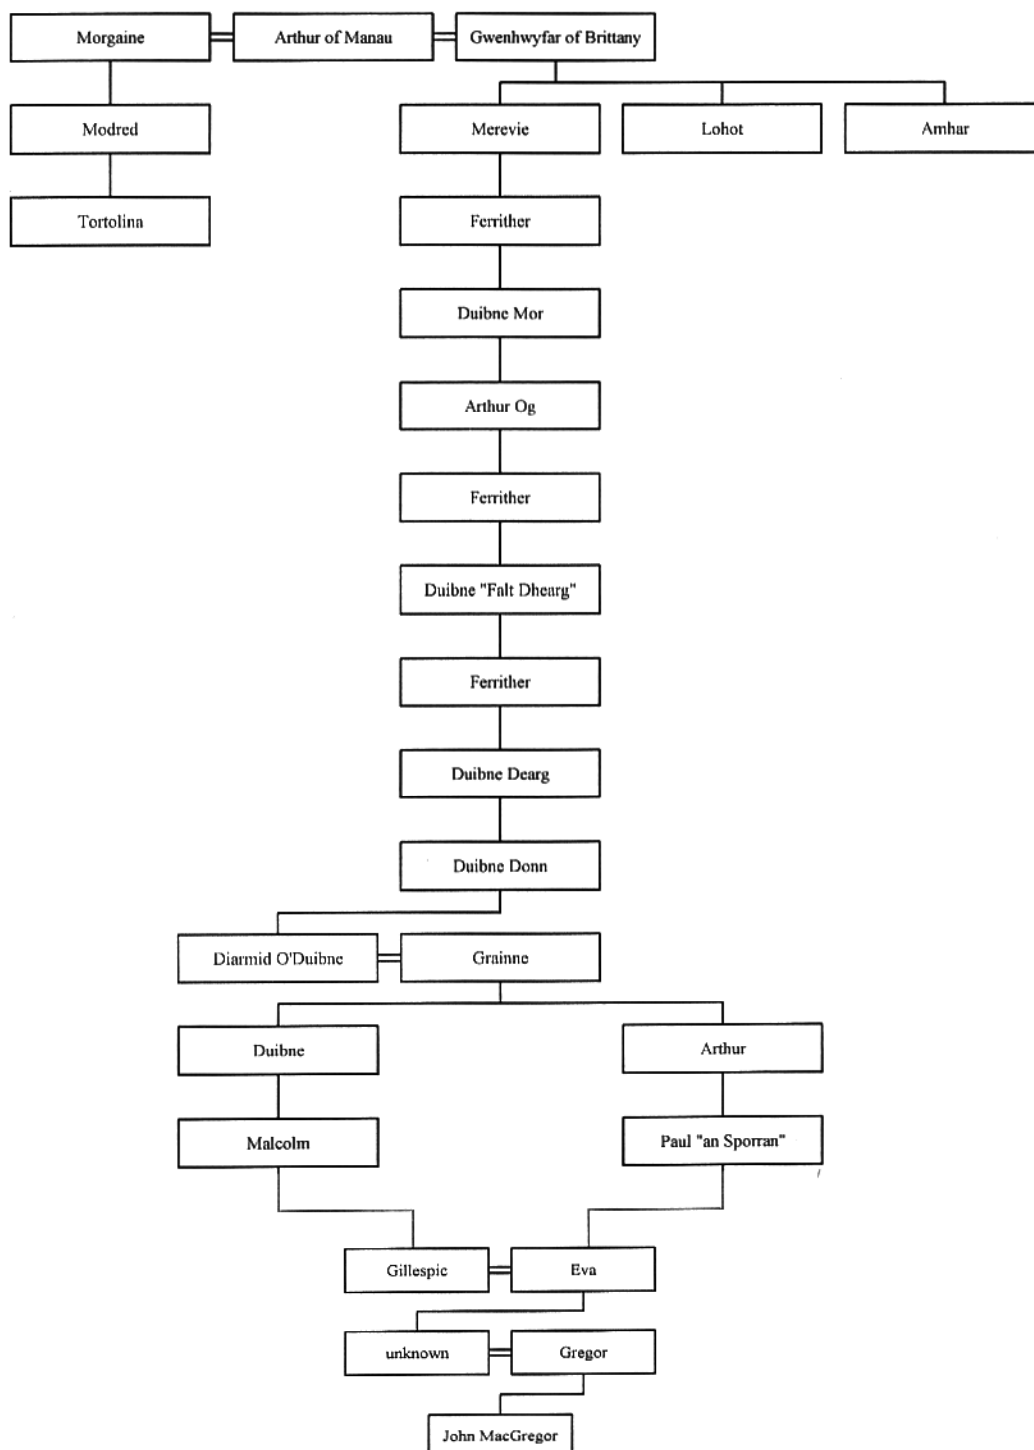 Morgaine
Arthur of Manau
Gwenhwyfar of Brittany
Modred
Merevie
Lohot
Amhar
Tortolina
Ferrither
Duibne Mor
Arthur Og
Ferrither
Duibne "Falt Dhearg"
Ferrither
Duibne Dearg
Duibne Donn
Diarmid O'Duibne
Grainne
Duibne
Arthur
Malcolm
Paul "an Sporran"
Gillespic
Eva
unknown
Gregor
John MacGregor